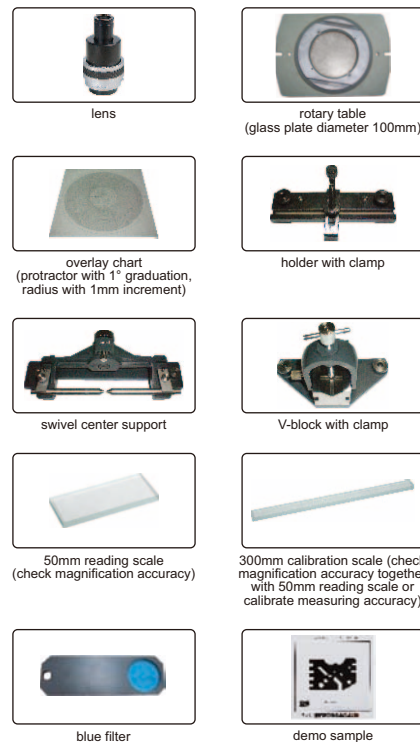 lens
rotary table
(glass plate diameter 100mm)
overlay chart
(protractor with 1° graduation,
radius with 1mm increment)
holder with clamp
swivel center support
V-block with clamp
50mm reading scale
(check magnification accuracy)
300mm calibration scale (check
magnification accuracy together
with 50mm reading scale or
calibrate measuring accuracy)
blue filter
demo sample